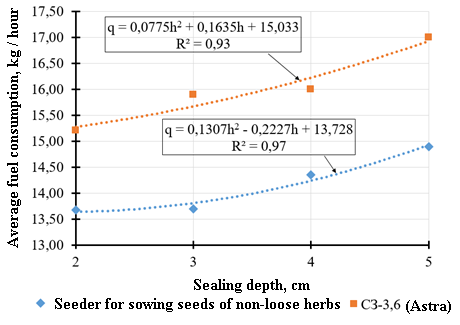 Average fuel consumption, kg / hour
17,50
17,00
16,50
16,00
15,50
15,00
14,50
14,00
13,50
13,00
q = 0,0775h² + 0,1635h + 15,033
R² = 0,93
q = 0,1307h² - 0,2227h + 13,728
R² = 0,97
2 3 4 5
Sealing depth, cm
Seeder for sowing seeds of non-loose herbs СЗ-3,6 (Astra)